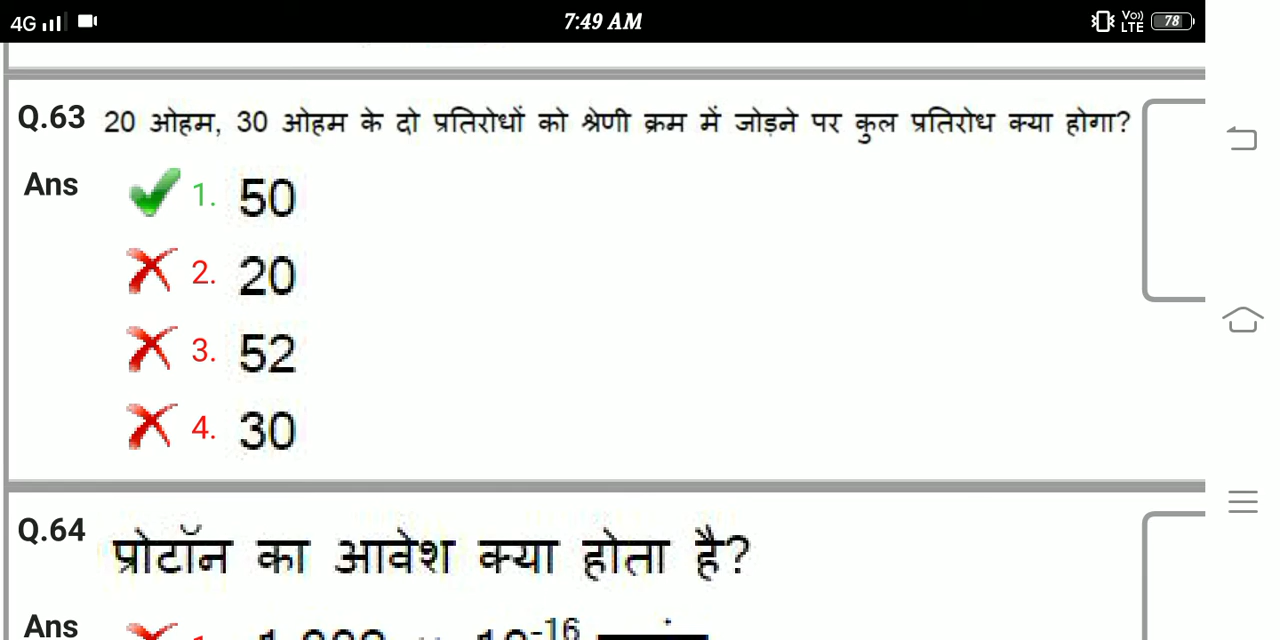 4G 7:49 AM Vo)) LTE 78
Q.63 20 ओहम, 30 ओहम के दो प्रतिरोधों को श्रेणी क्रम में जोड़ने पर कुल प्रतिरोध क्या होगा?
Ans 1. 50
2. 20
3. 52
4. 30
Q.64 प्रोटॉन का आवेश क्या होता है?
Ans